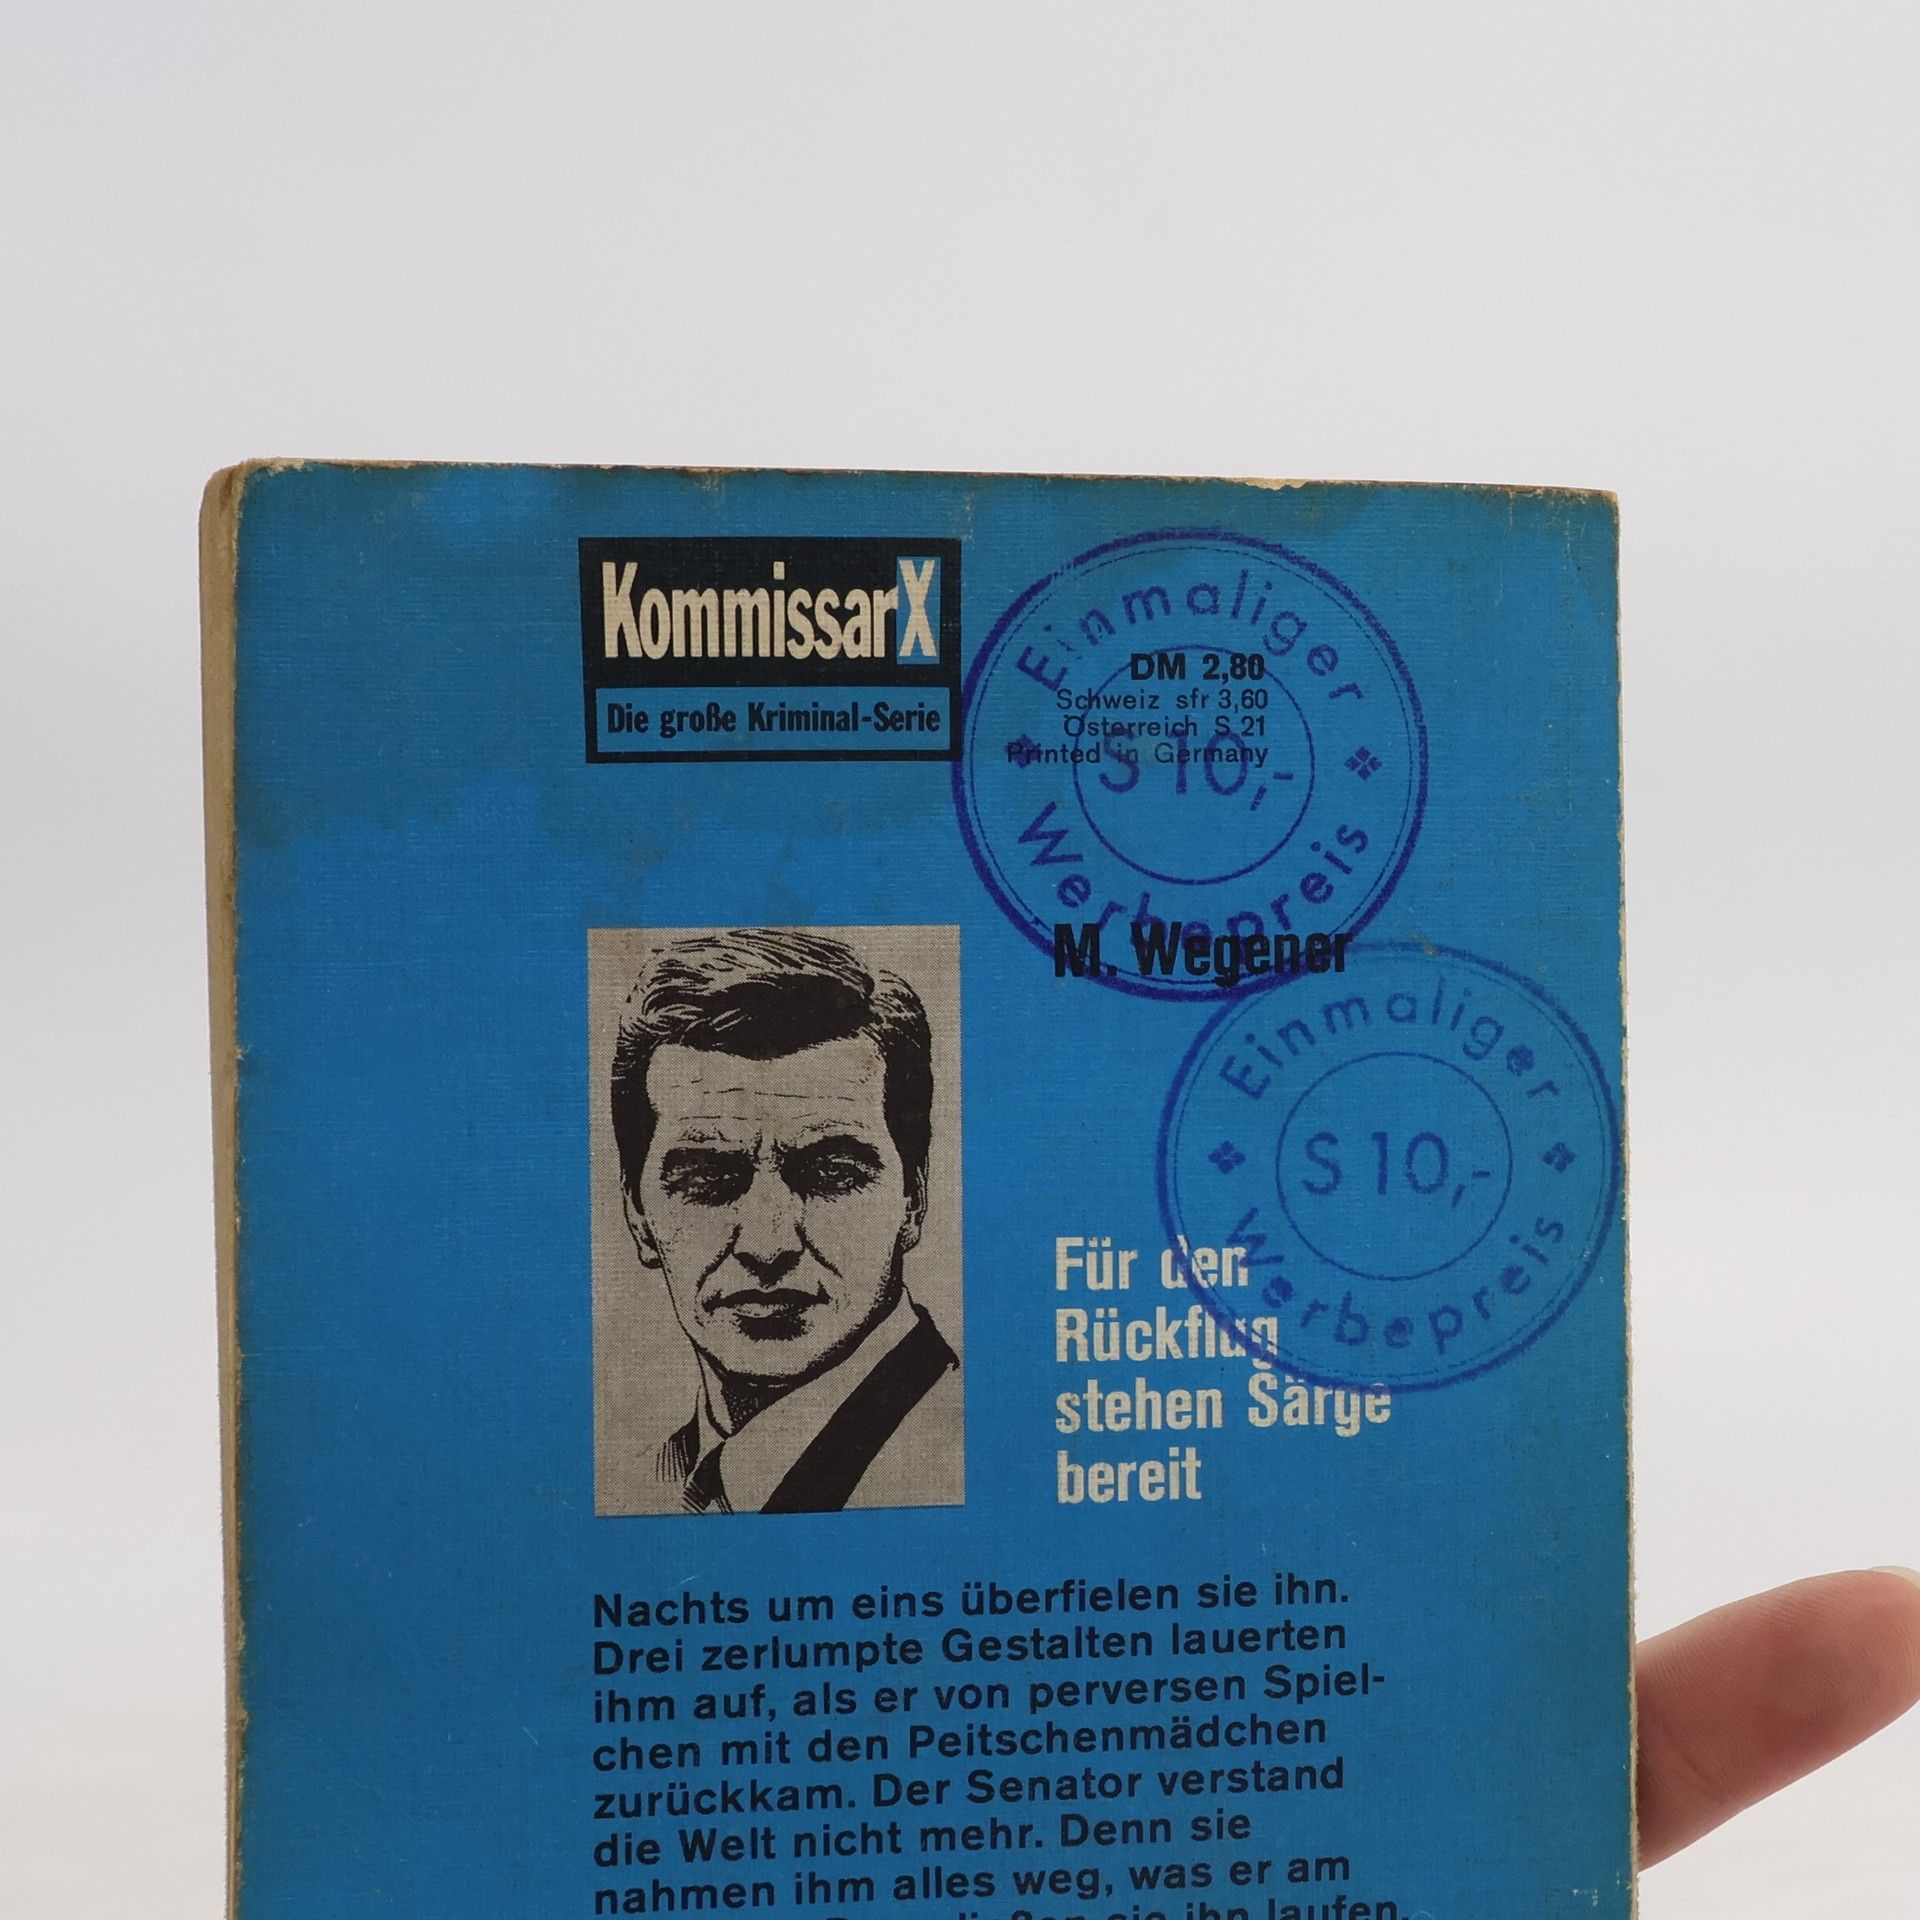 KommissarX
Die große Kriminal-Serie
DM 2,80
Schweiz sfr 3,60
Österreich S 21
Printed in Germany
Einmaliger
S 10,-
Werbepreis
M. Wegener
Einmaliger
S 10,-
Werbepreis
Für den
Rückflug
stehen Särge
bereit
Nachts um eins überfielen sie ihn.
Drei zerlumpte Gestalten lauerten
ihm auf, als er von perversen Spiel-
chen mit den Peitschenmädchen
zurückkam. Der Senator verstand
die Welt nicht mehr. Denn sie
nahmen ihm alles weg, was er am
sie ihn laufen.